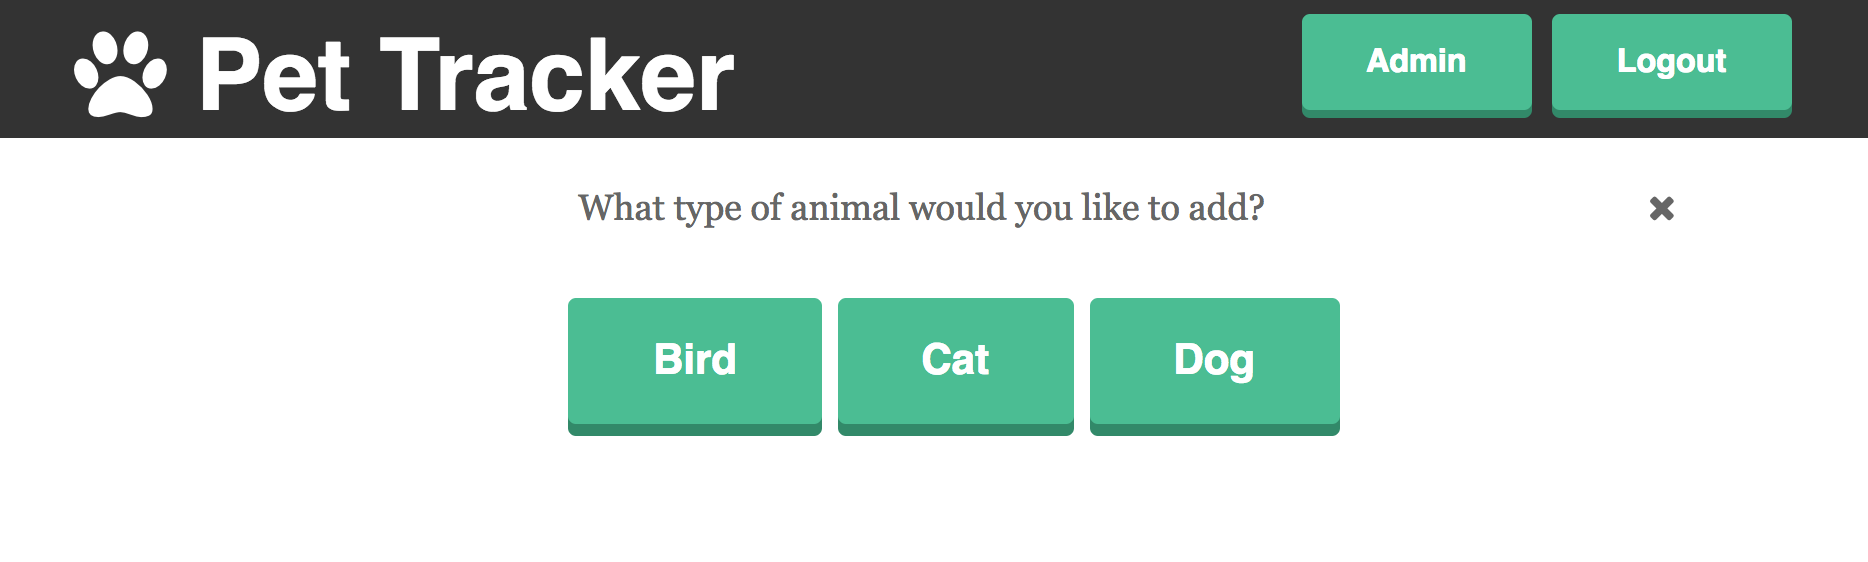 Pet Tracker
Admin
Logout
What type of animal would you like to add?
Bird
Cat
Dog